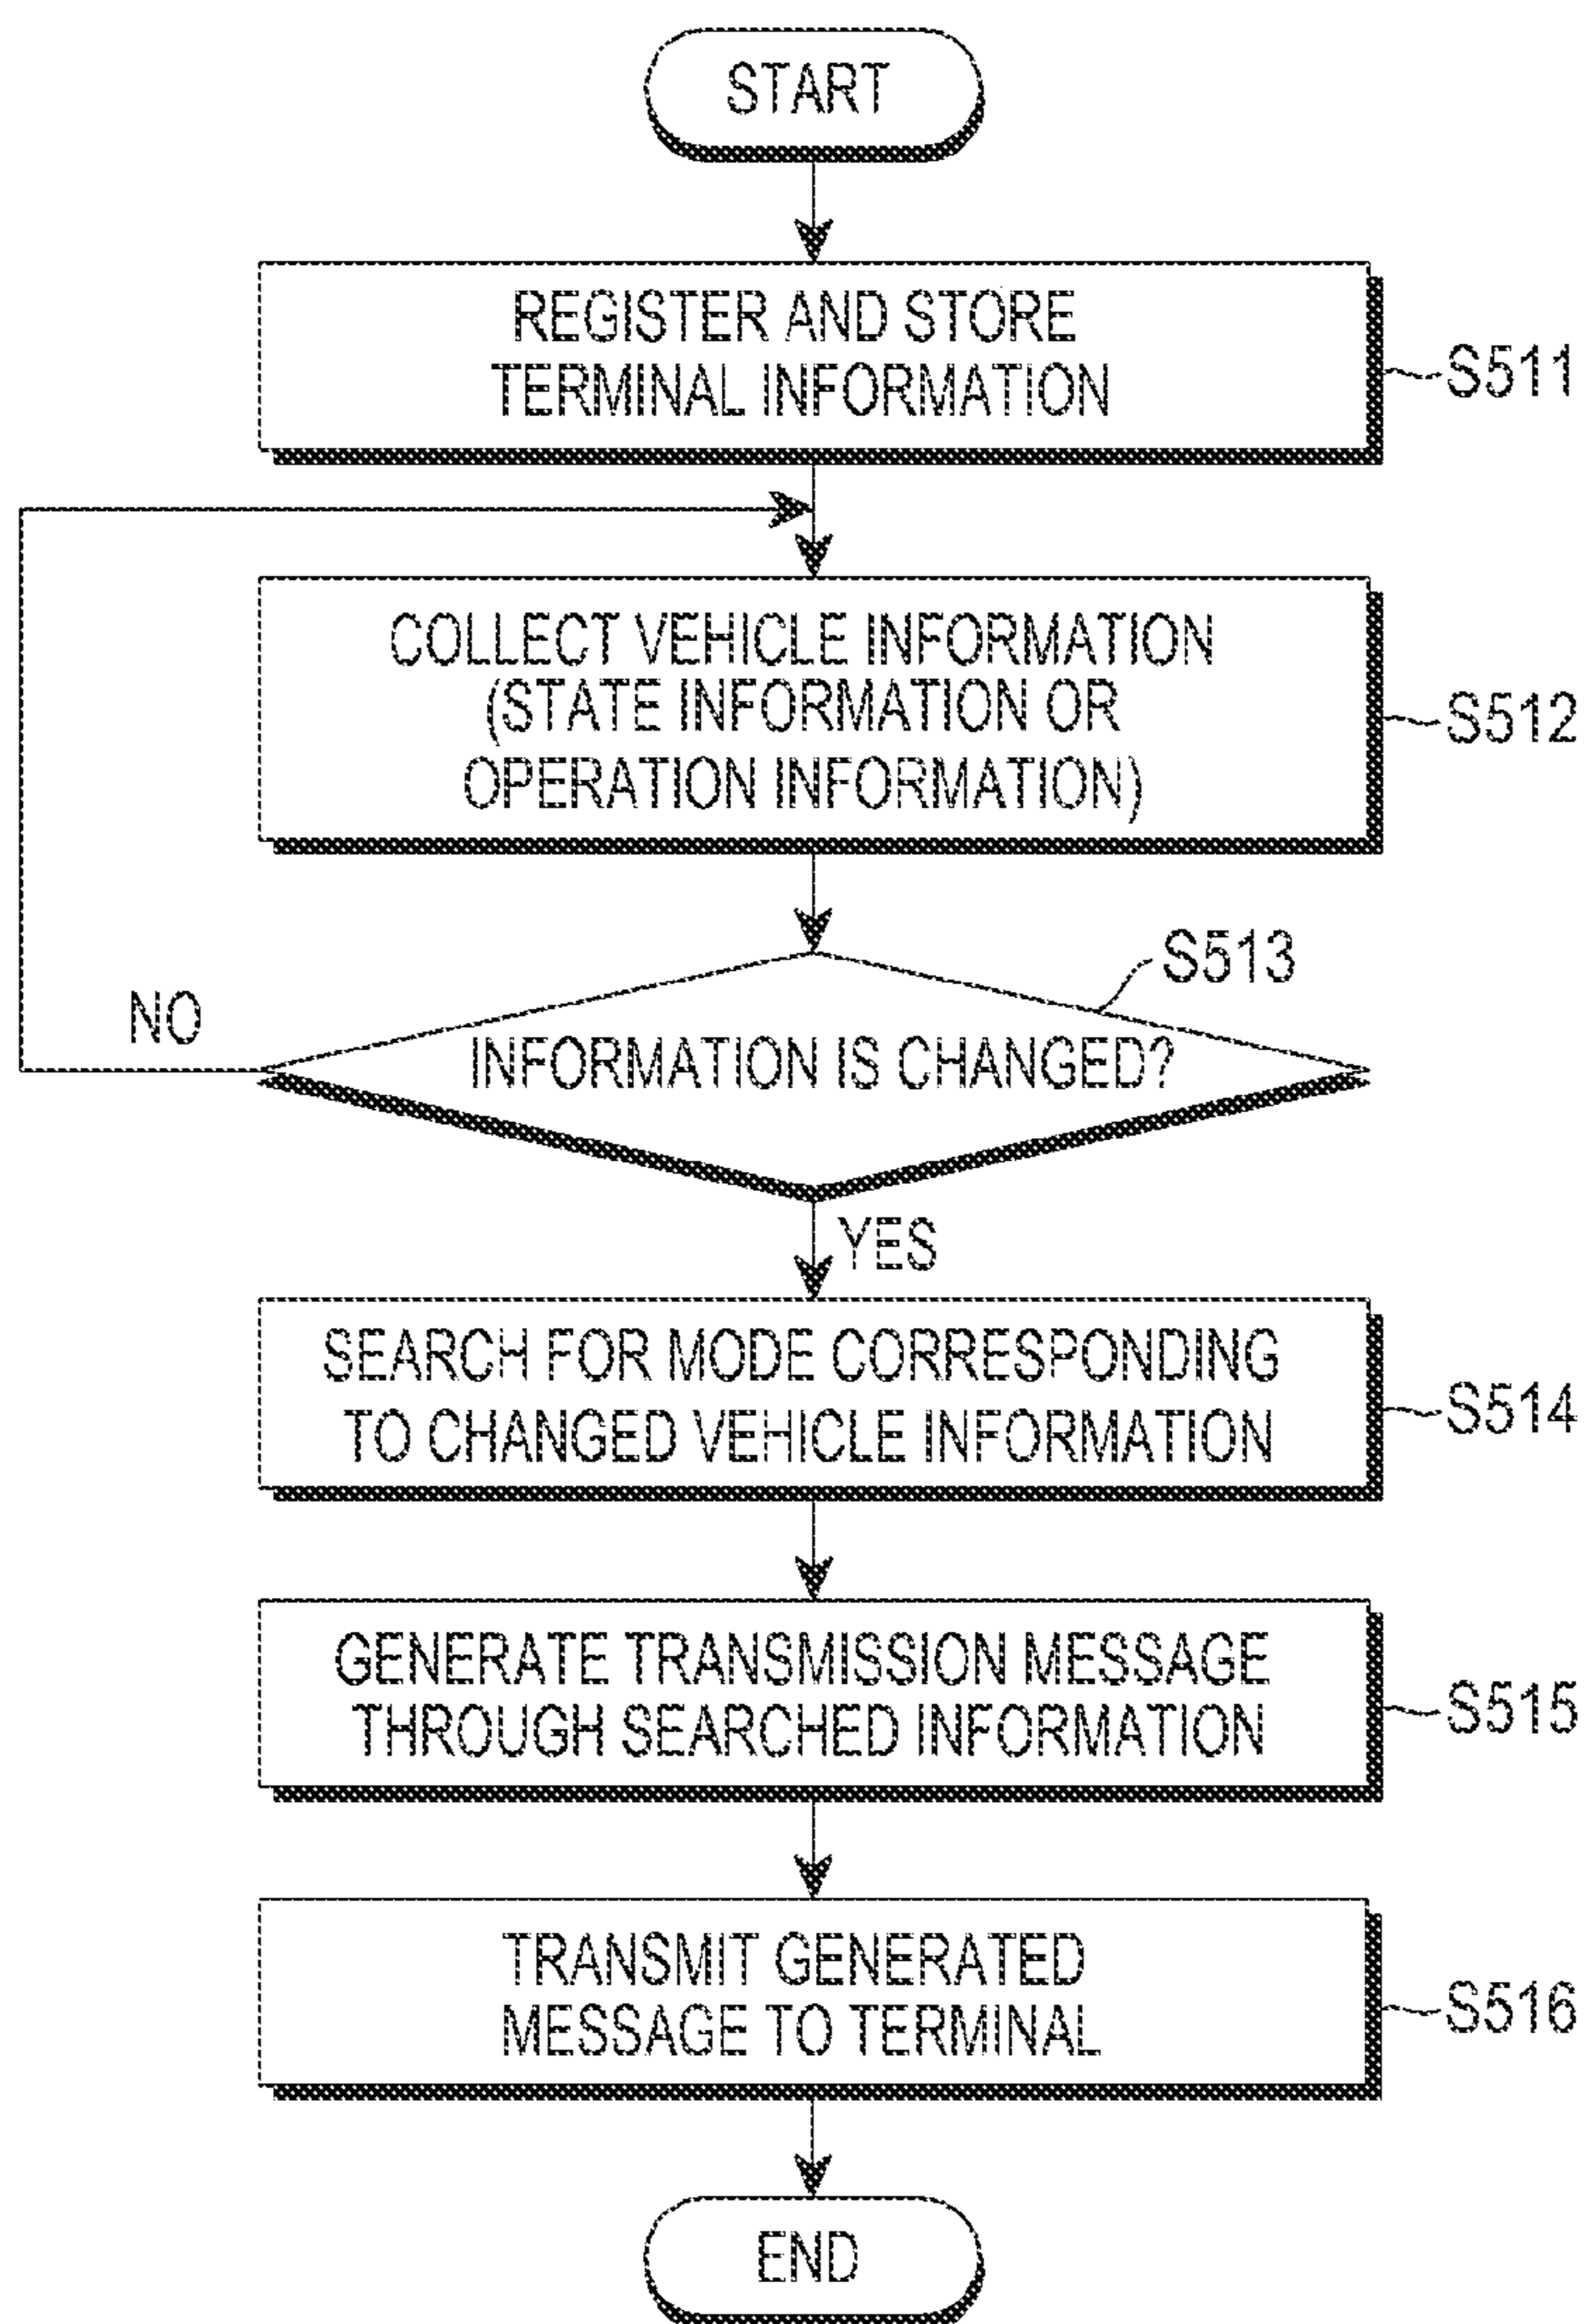 START
REGISTER AND STORE
TERMINAL INFORMATION
S511
COLLECT VEHICLE INFORMATION
(STATE INFORMATION OR
OPERATION INFORMATION)
S512
S513
NO
INFORMATION IS CHANGED?
YES
SEARCH FOR MODE CORRESPONDING
TO CHANGED VEHICLE INFORMATION
S514
GENERATE TRANSMISSION MESSAGE
THROUGH SEARCHED INFORMATION
S515
TRANSMIT GENERATED
MESSAGE TO TERMINAL
S516
END